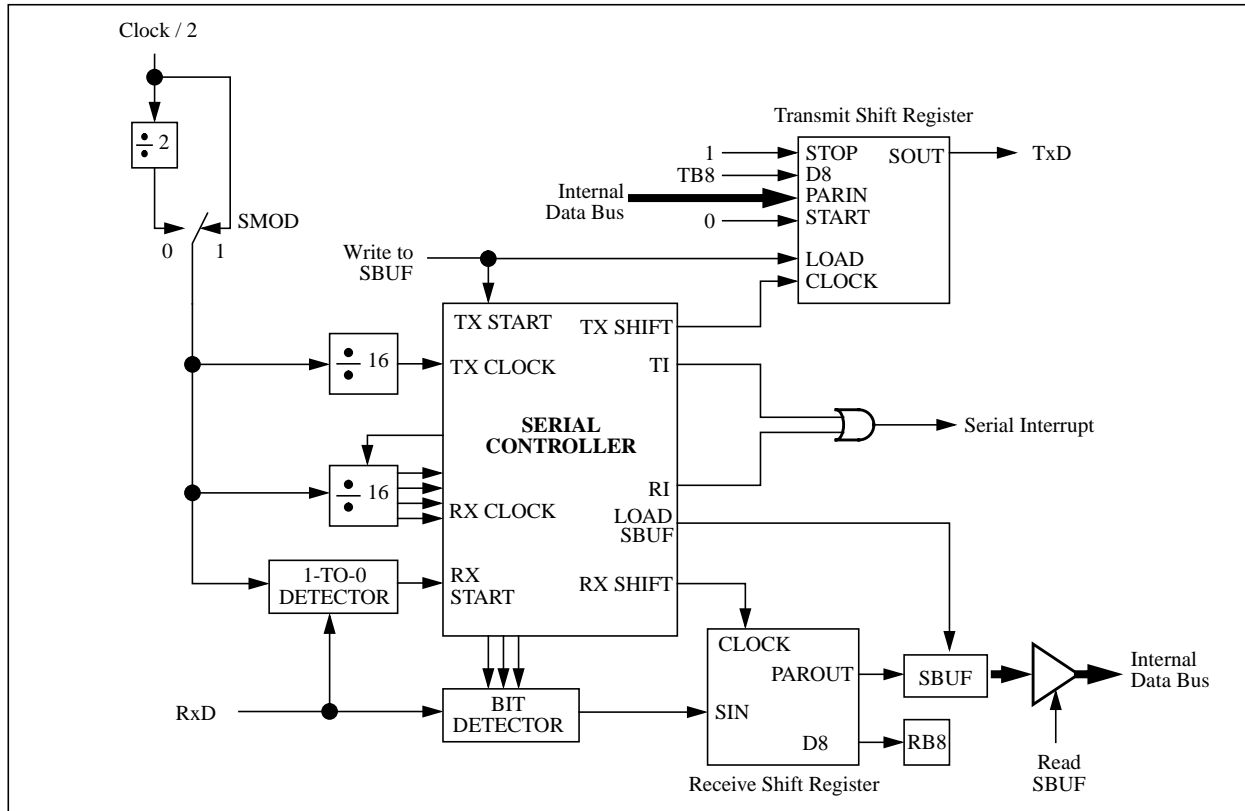 Clock / 2
÷ 2
SMOD
0 1
Transmit Shift Register
1
TB8
Internal
Data Bus
0
STOP
D8
PARIN
START
LOAD
CLOCK
SOUT
TxD
Write to
SBUF
TX START
TX SHIFT
÷ 16
TX CLOCK
TI
SERIAL
CONTROLLER
Serial Interrupt
÷ 16
RX CLOCK
RI
LOAD
SBUF
1-TO-0
DETECTOR
RX
START
RX SHIFT
CLOCK
PAROUT
SBUF
Internal
Data Bus
RxD
BIT
DETECTOR
SIN
D8
RB8
Read
SBUF
Receive Shift Register